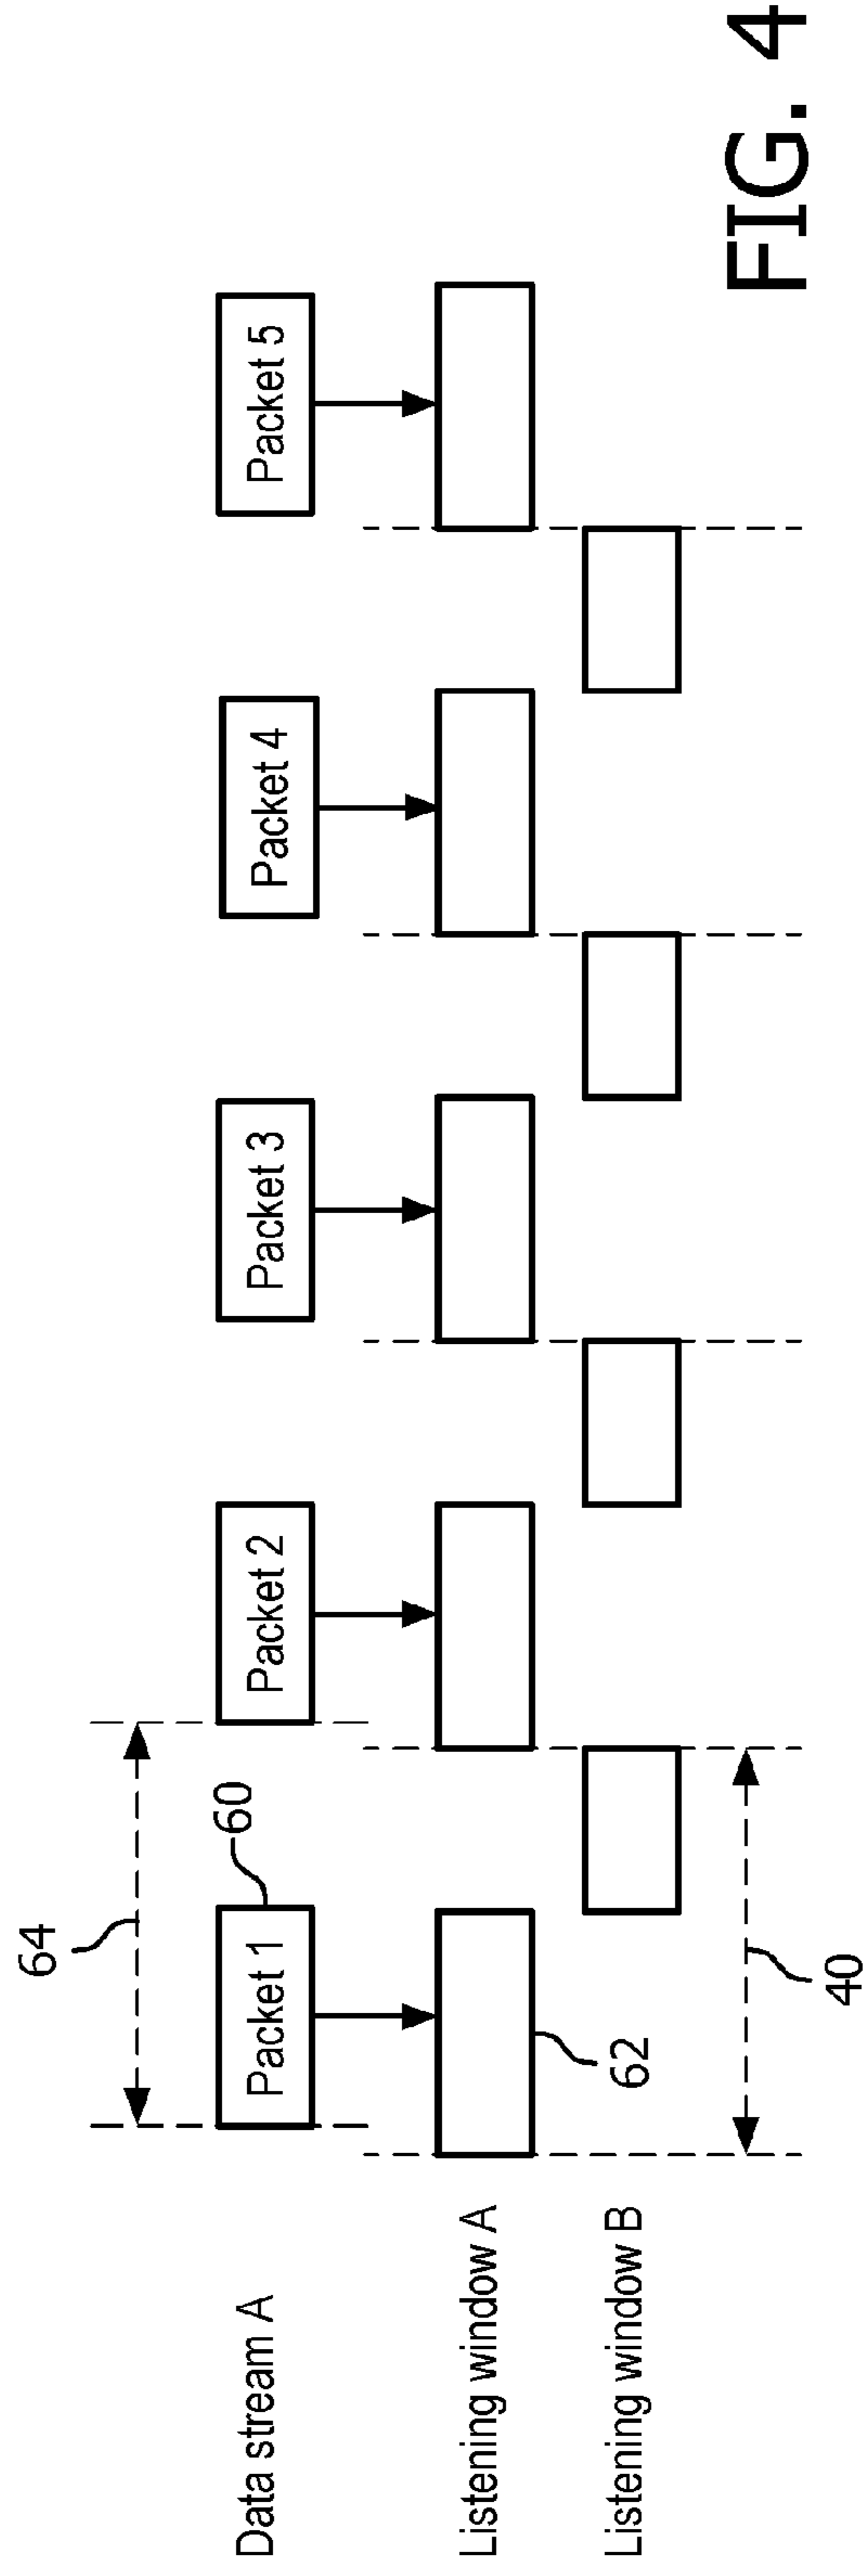 64
60
Data stream A
Packet 1
Packet 2
Packet 3
Packet 4
Packet 5
Listening window A
62
Listening window B
40
FIG. 4